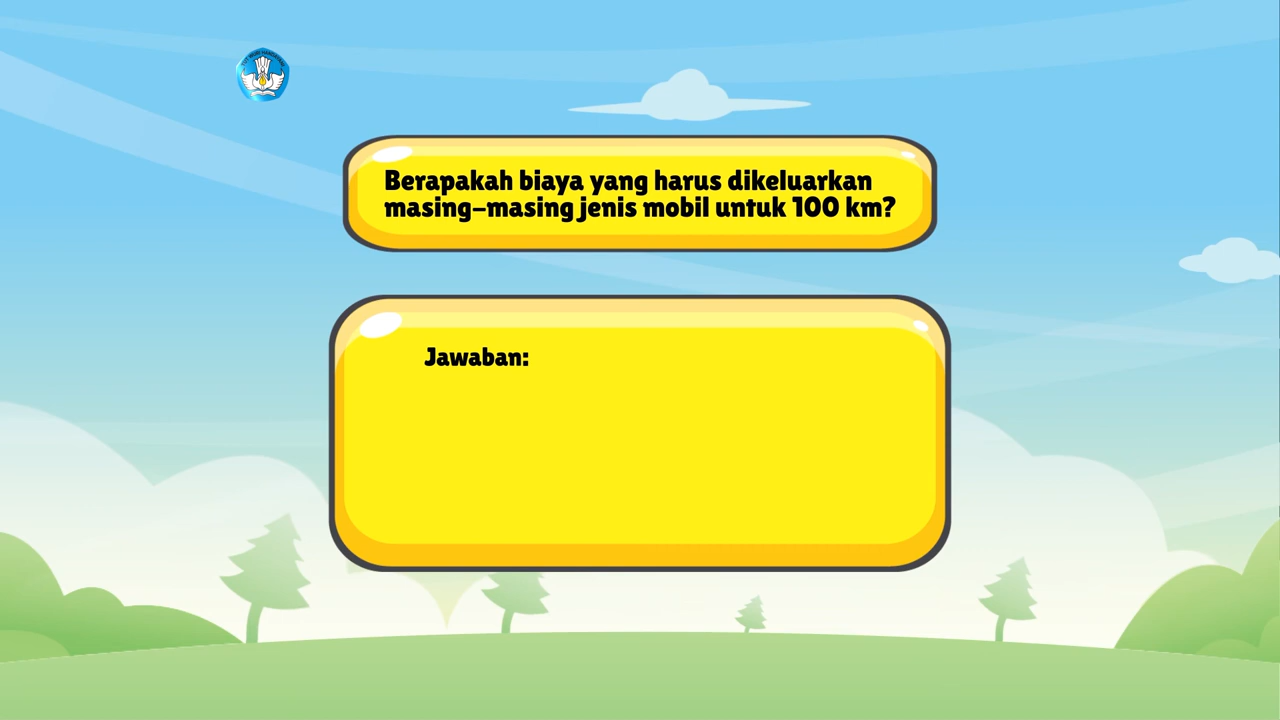 Berapakah biaya yang harus dikeluarkan
masing-masing jenis mobil untuk 100 km?
Jawaban: